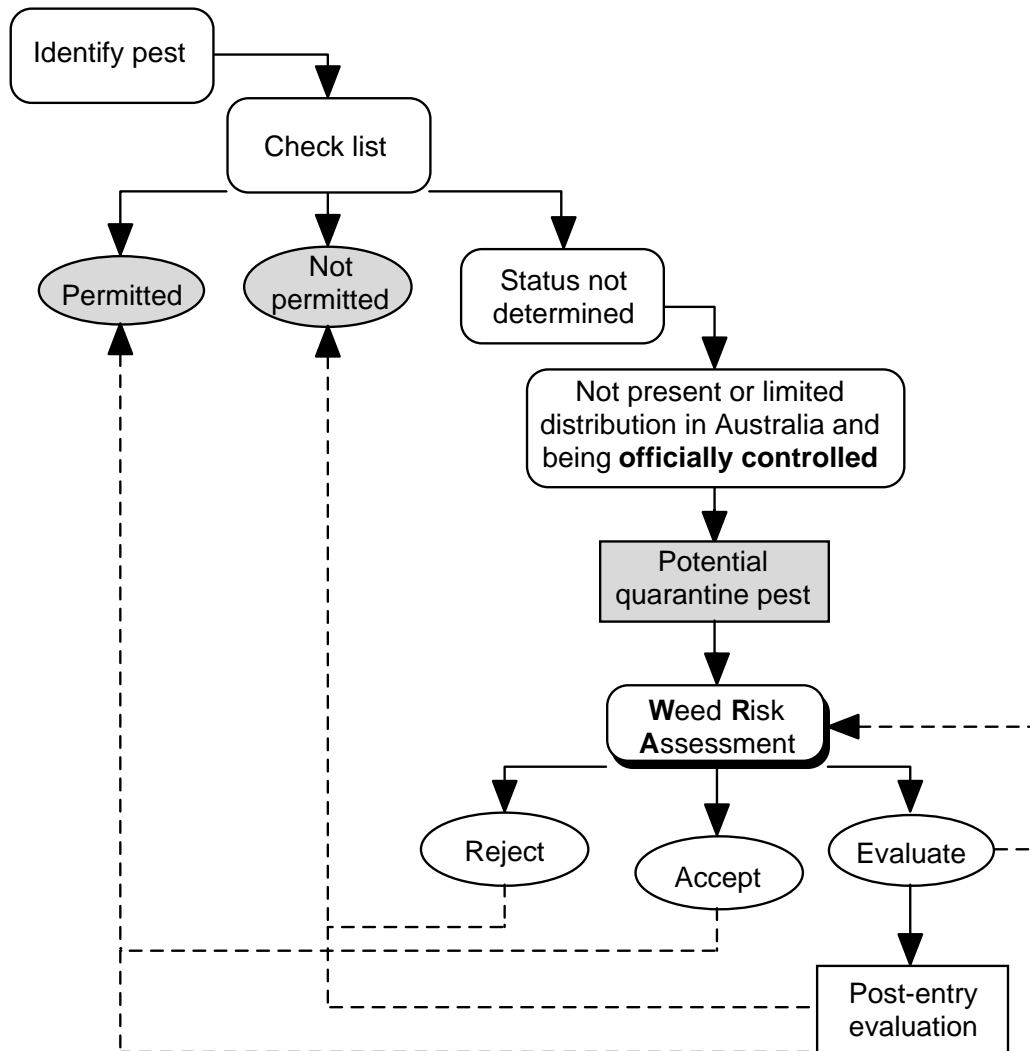 Identify pest
Check list
Permitted
Not
permitted
Status not
determined
Not present or limited
distribution in Australia and
being officially controlled
Potential
quarantine pest
Weed Risk
Assessment
Reject
Accept
Evaluate
Post-entry
evaluation